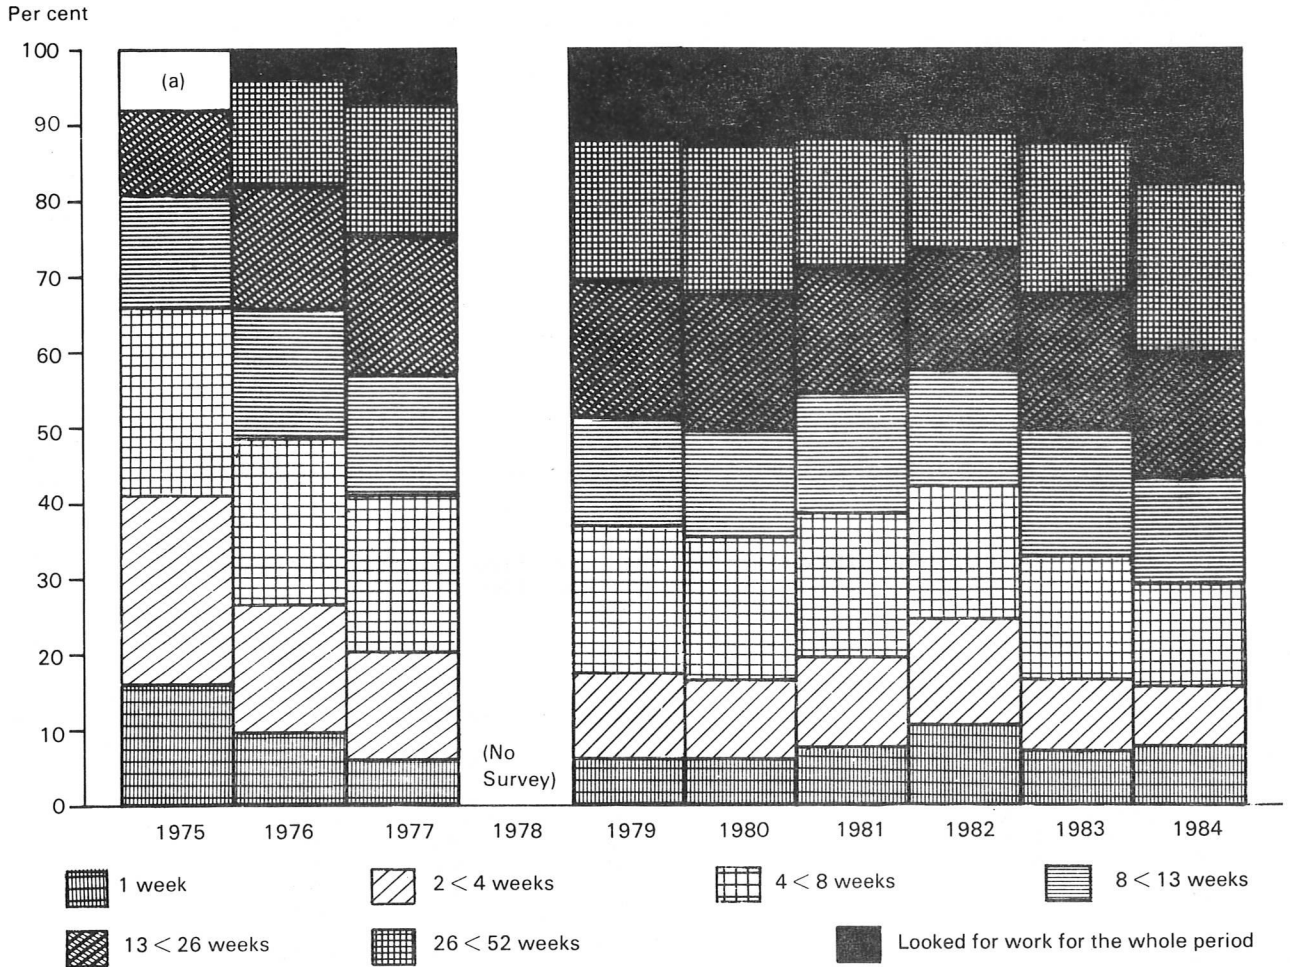 Per cent
100
90
80
70
60
50
40
30
20
10
0
(a)
(No
Survey)
1975 1976 1977 1978 1979 1980 1981 1982 1983 1984
1 week 2 < 4 weeks 4 < 8 weeks 8 < 13 weeks
13 < 26 weeks 26 < 52 weeks Looked for work for the whole period